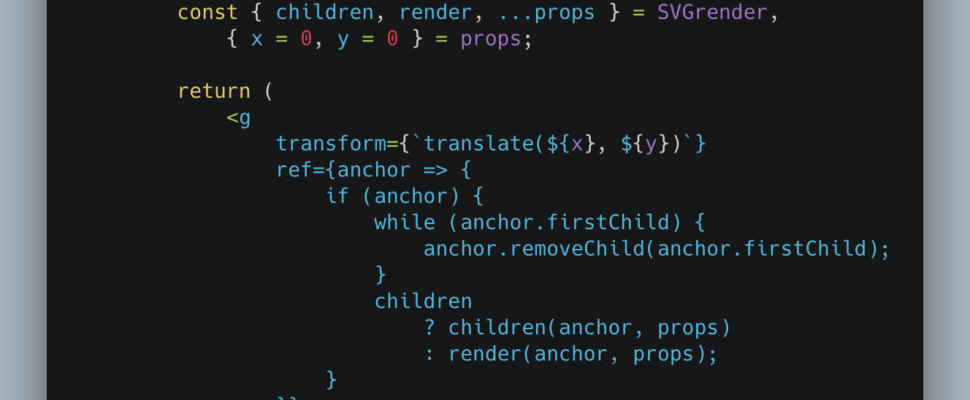 const { children, render, ...props } = SVGrender,
{ x = 0, y = 0 } = props;
return (
<g
transform={`translate(${x}, ${y})`}
ref={anchor => {
if (anchor) {
while (anchor.firstChild) {
anchor.removeChild(anchor.firstChild);
}
children
? children(anchor, props)
: render(anchor, props);
}